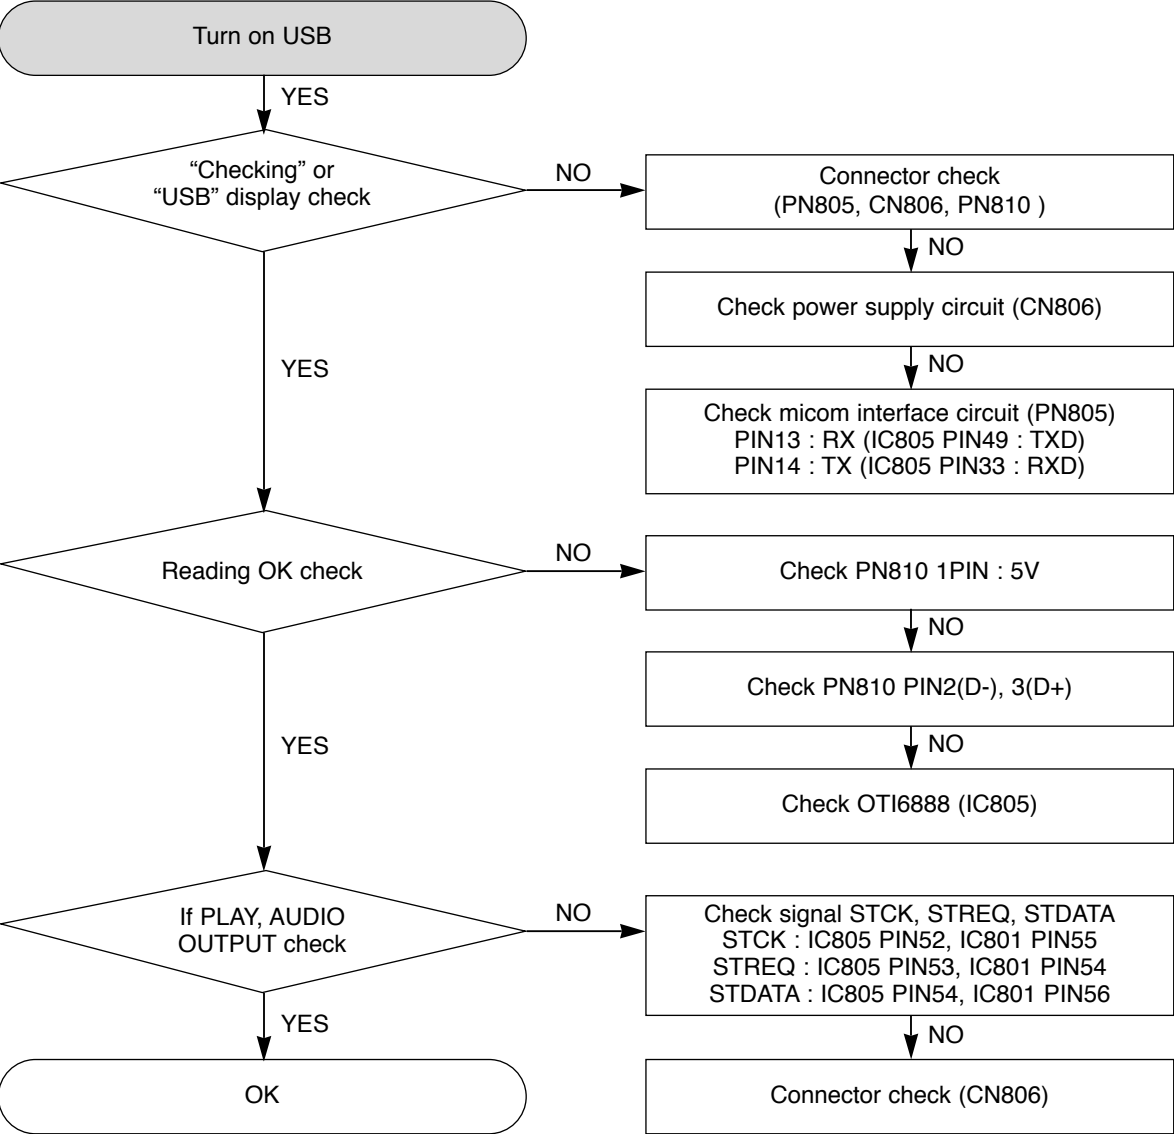 Turn on USB
YES
“Checking” or
“USB” display check
NO
Connector check
(PN805, CN806, PN810 )
NO
Check power supply circuit (CN806)
NO
Check micom interface circuit (PN805)
PIN13 : RX (IC805 PIN49 : TXD)
PIN14 : TX (IC805 PIN33 : RXD)
YES
Reading OK check
NO
Check PN810 1PIN : 5V
NO
Check PN810 PIN2(D-), 3(D+)
NO
Check OTI6888 (IC805)
YES
If PLAY, AUDIO
OUTPUT check
NO
Check signal STCK, STREQ, STDATA
STCK : IC805 PIN52, IC801 PIN55
STREQ : IC805 PIN53, IC801 PIN54
STDATA : IC805 PIN54, IC801 PIN56
NO
Connector check (CN806)
YES
OK